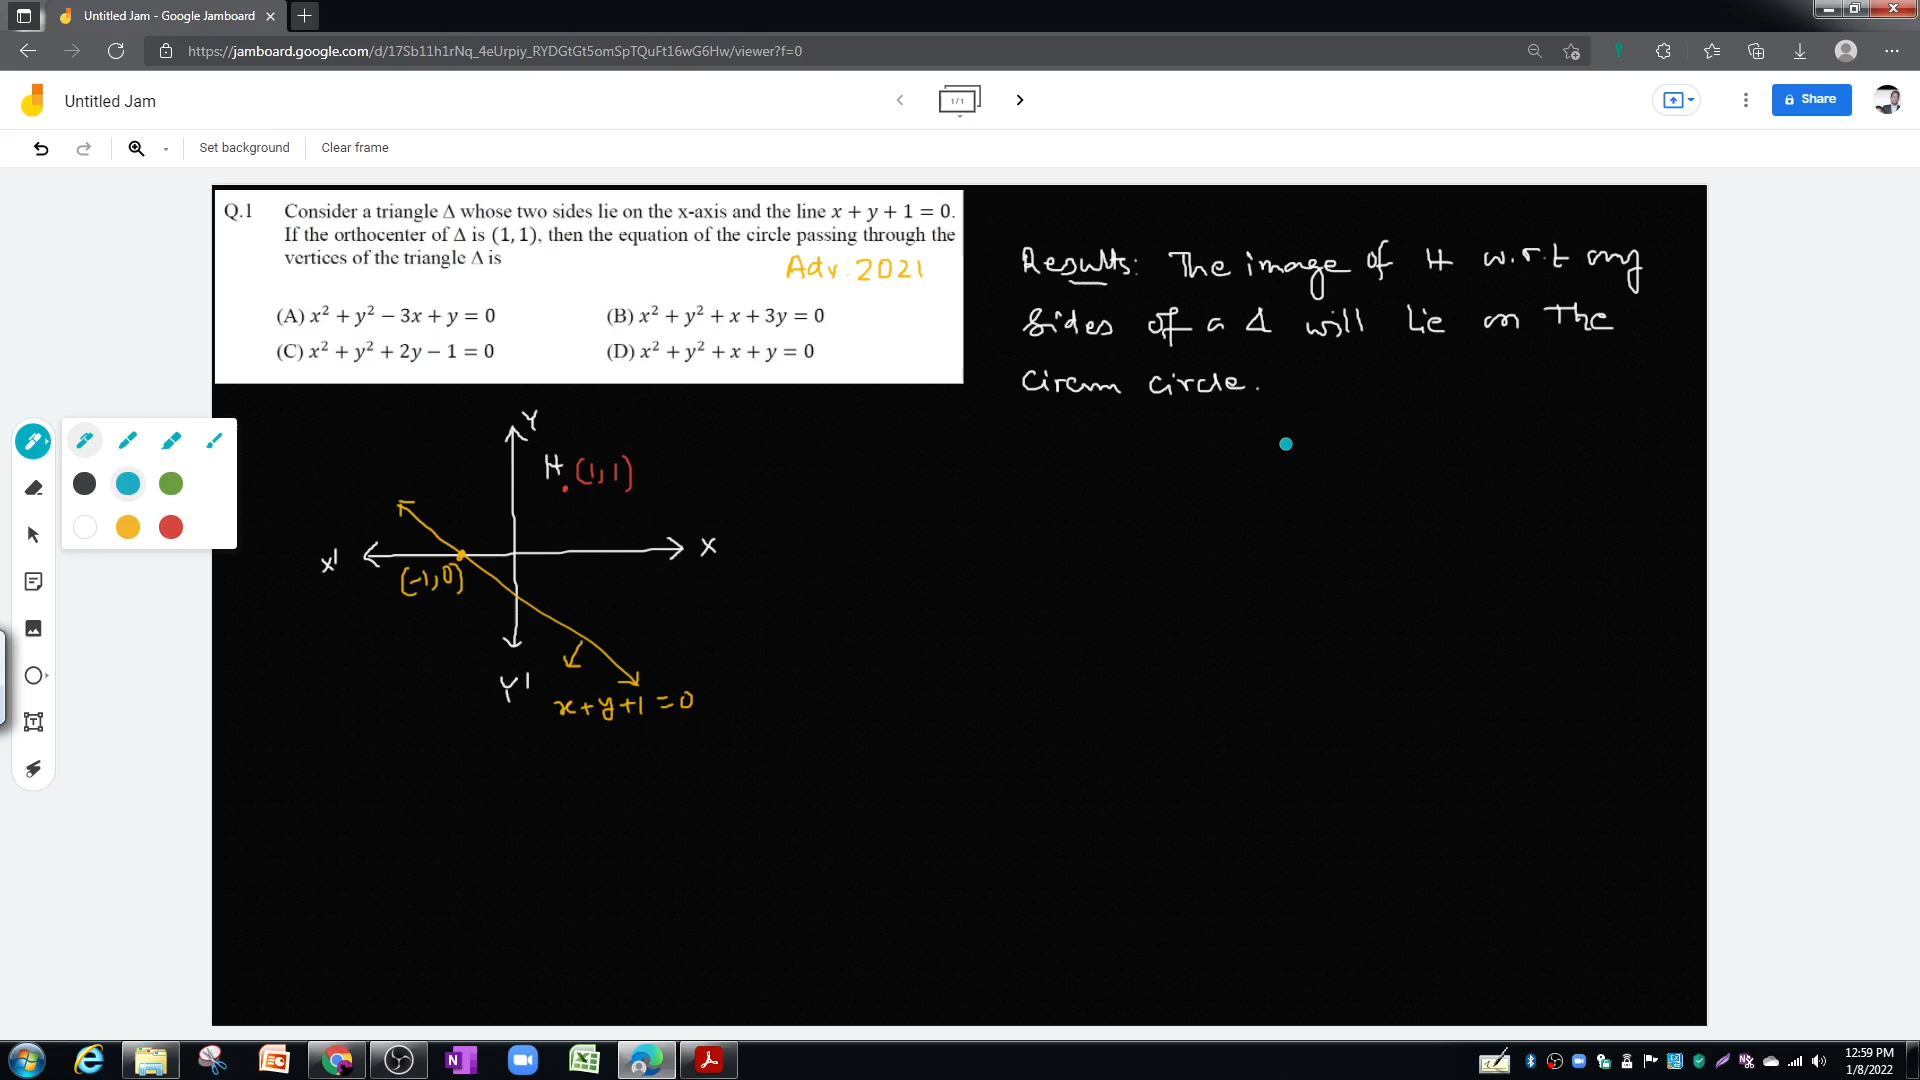 Untitled Jam - Google Jamboard
https://jamboard.google.com/d/17Sb11h1rNq_4eUrpiy_RYDGtGt5omSpTQuFt16wG6Hw/viewer?f=0
Untitled Jam
1/1
Share
Set background
Clear frame
Q.1 Consider a triangle Δ whose two sides lie on the x-axis and the line x + y + 1 = 0.
If the orthocenter of Δ is (1, 1), then the equation of the circle passing through the
vertices of the triangle Δ is
Adv. 2021
(A) x² + y² − 3x + y = 0 (B) x² + y² + x + 3y = 0
(C) x² + y² + 2y − 1 = 0 (D) x² + y² + x + y = 0
Results: The image of H w.r.t any
sides of a Δ will lie on the
Circum circle.
Y
H (1,1)
X' X
(-1,0)
Y'
x+y+1=0
12:59 PM
1/8/2022